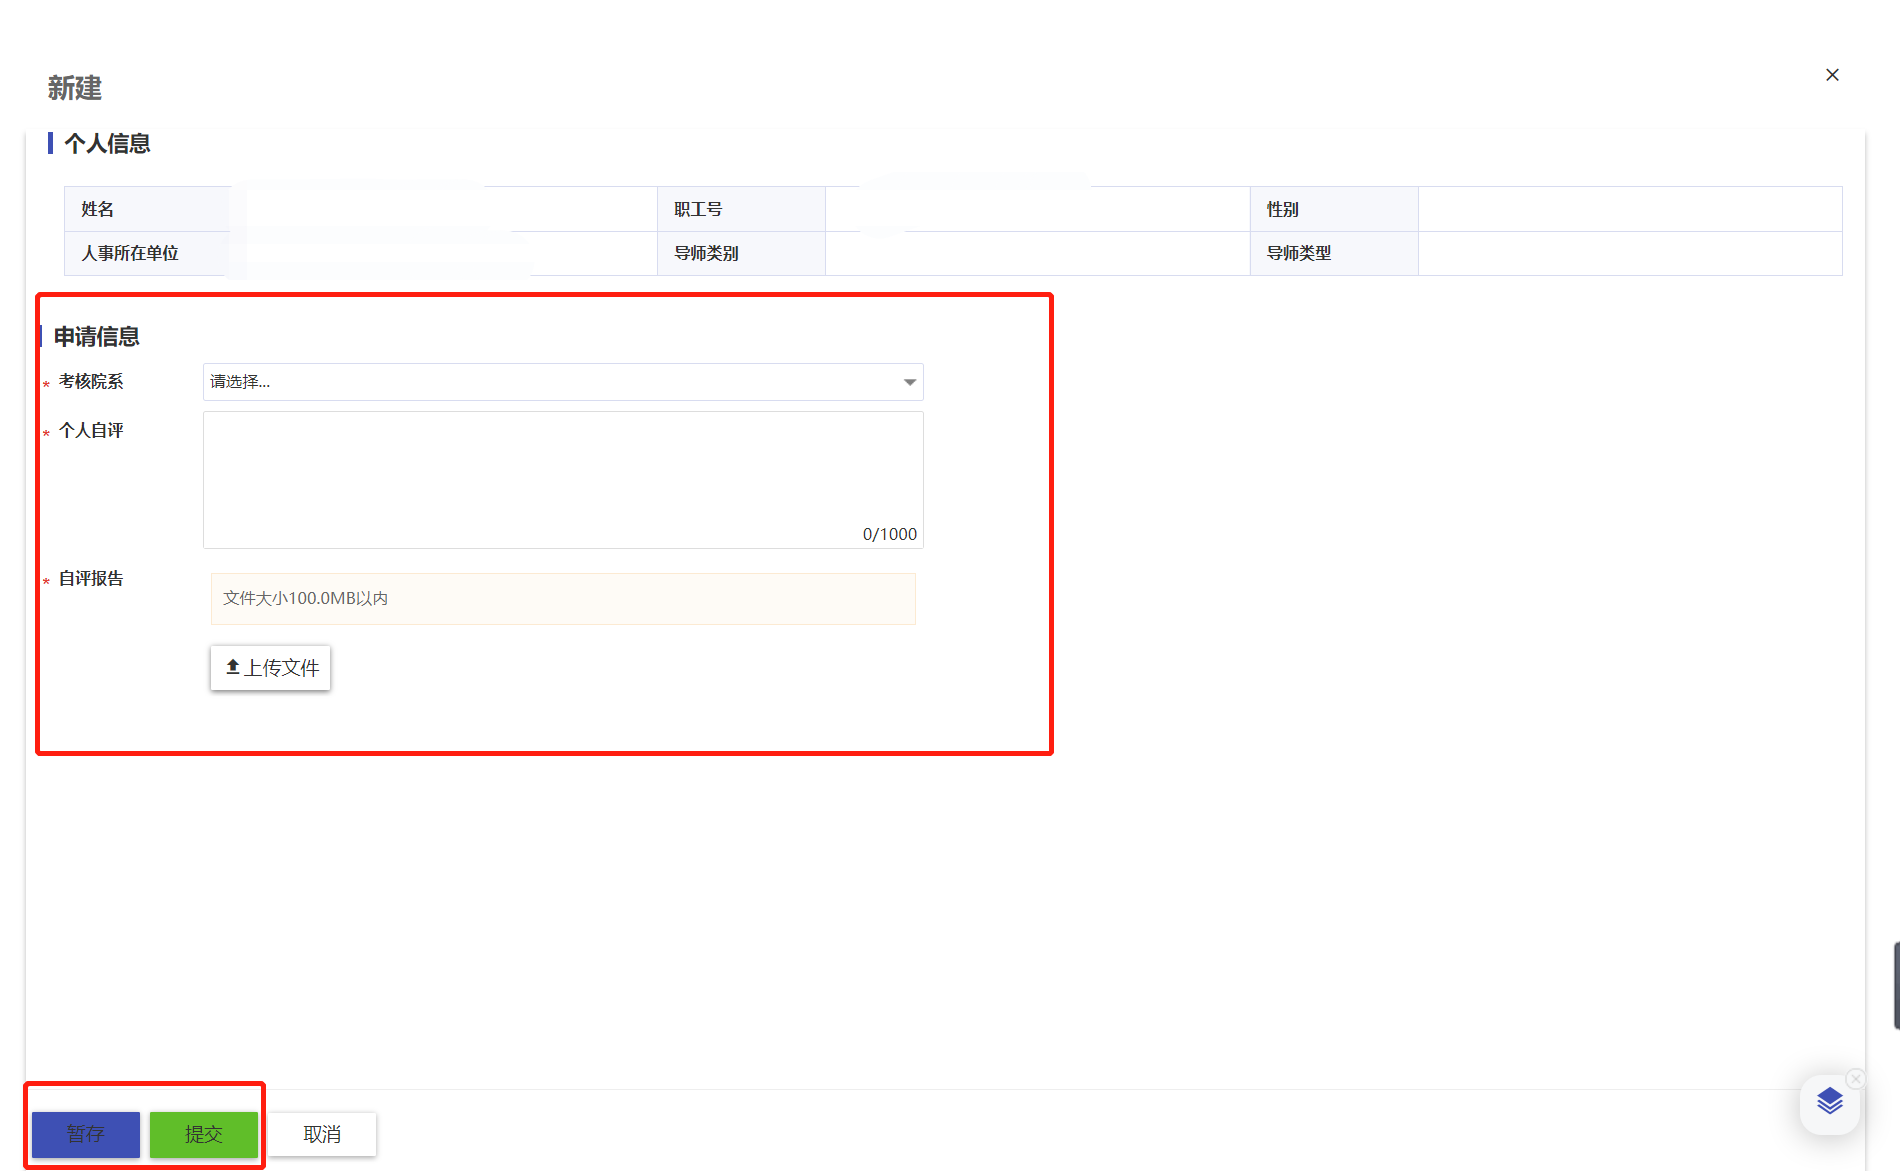 新建
个人信息
姓名 职工号 性别
人事所在单位 导师类别 导师类型
申请信息
* 考核院系 请选择...
* 个人自评
0/1000
* 自评报告
文件大小100.0MB以内
上传文件
暂存 提交 取消